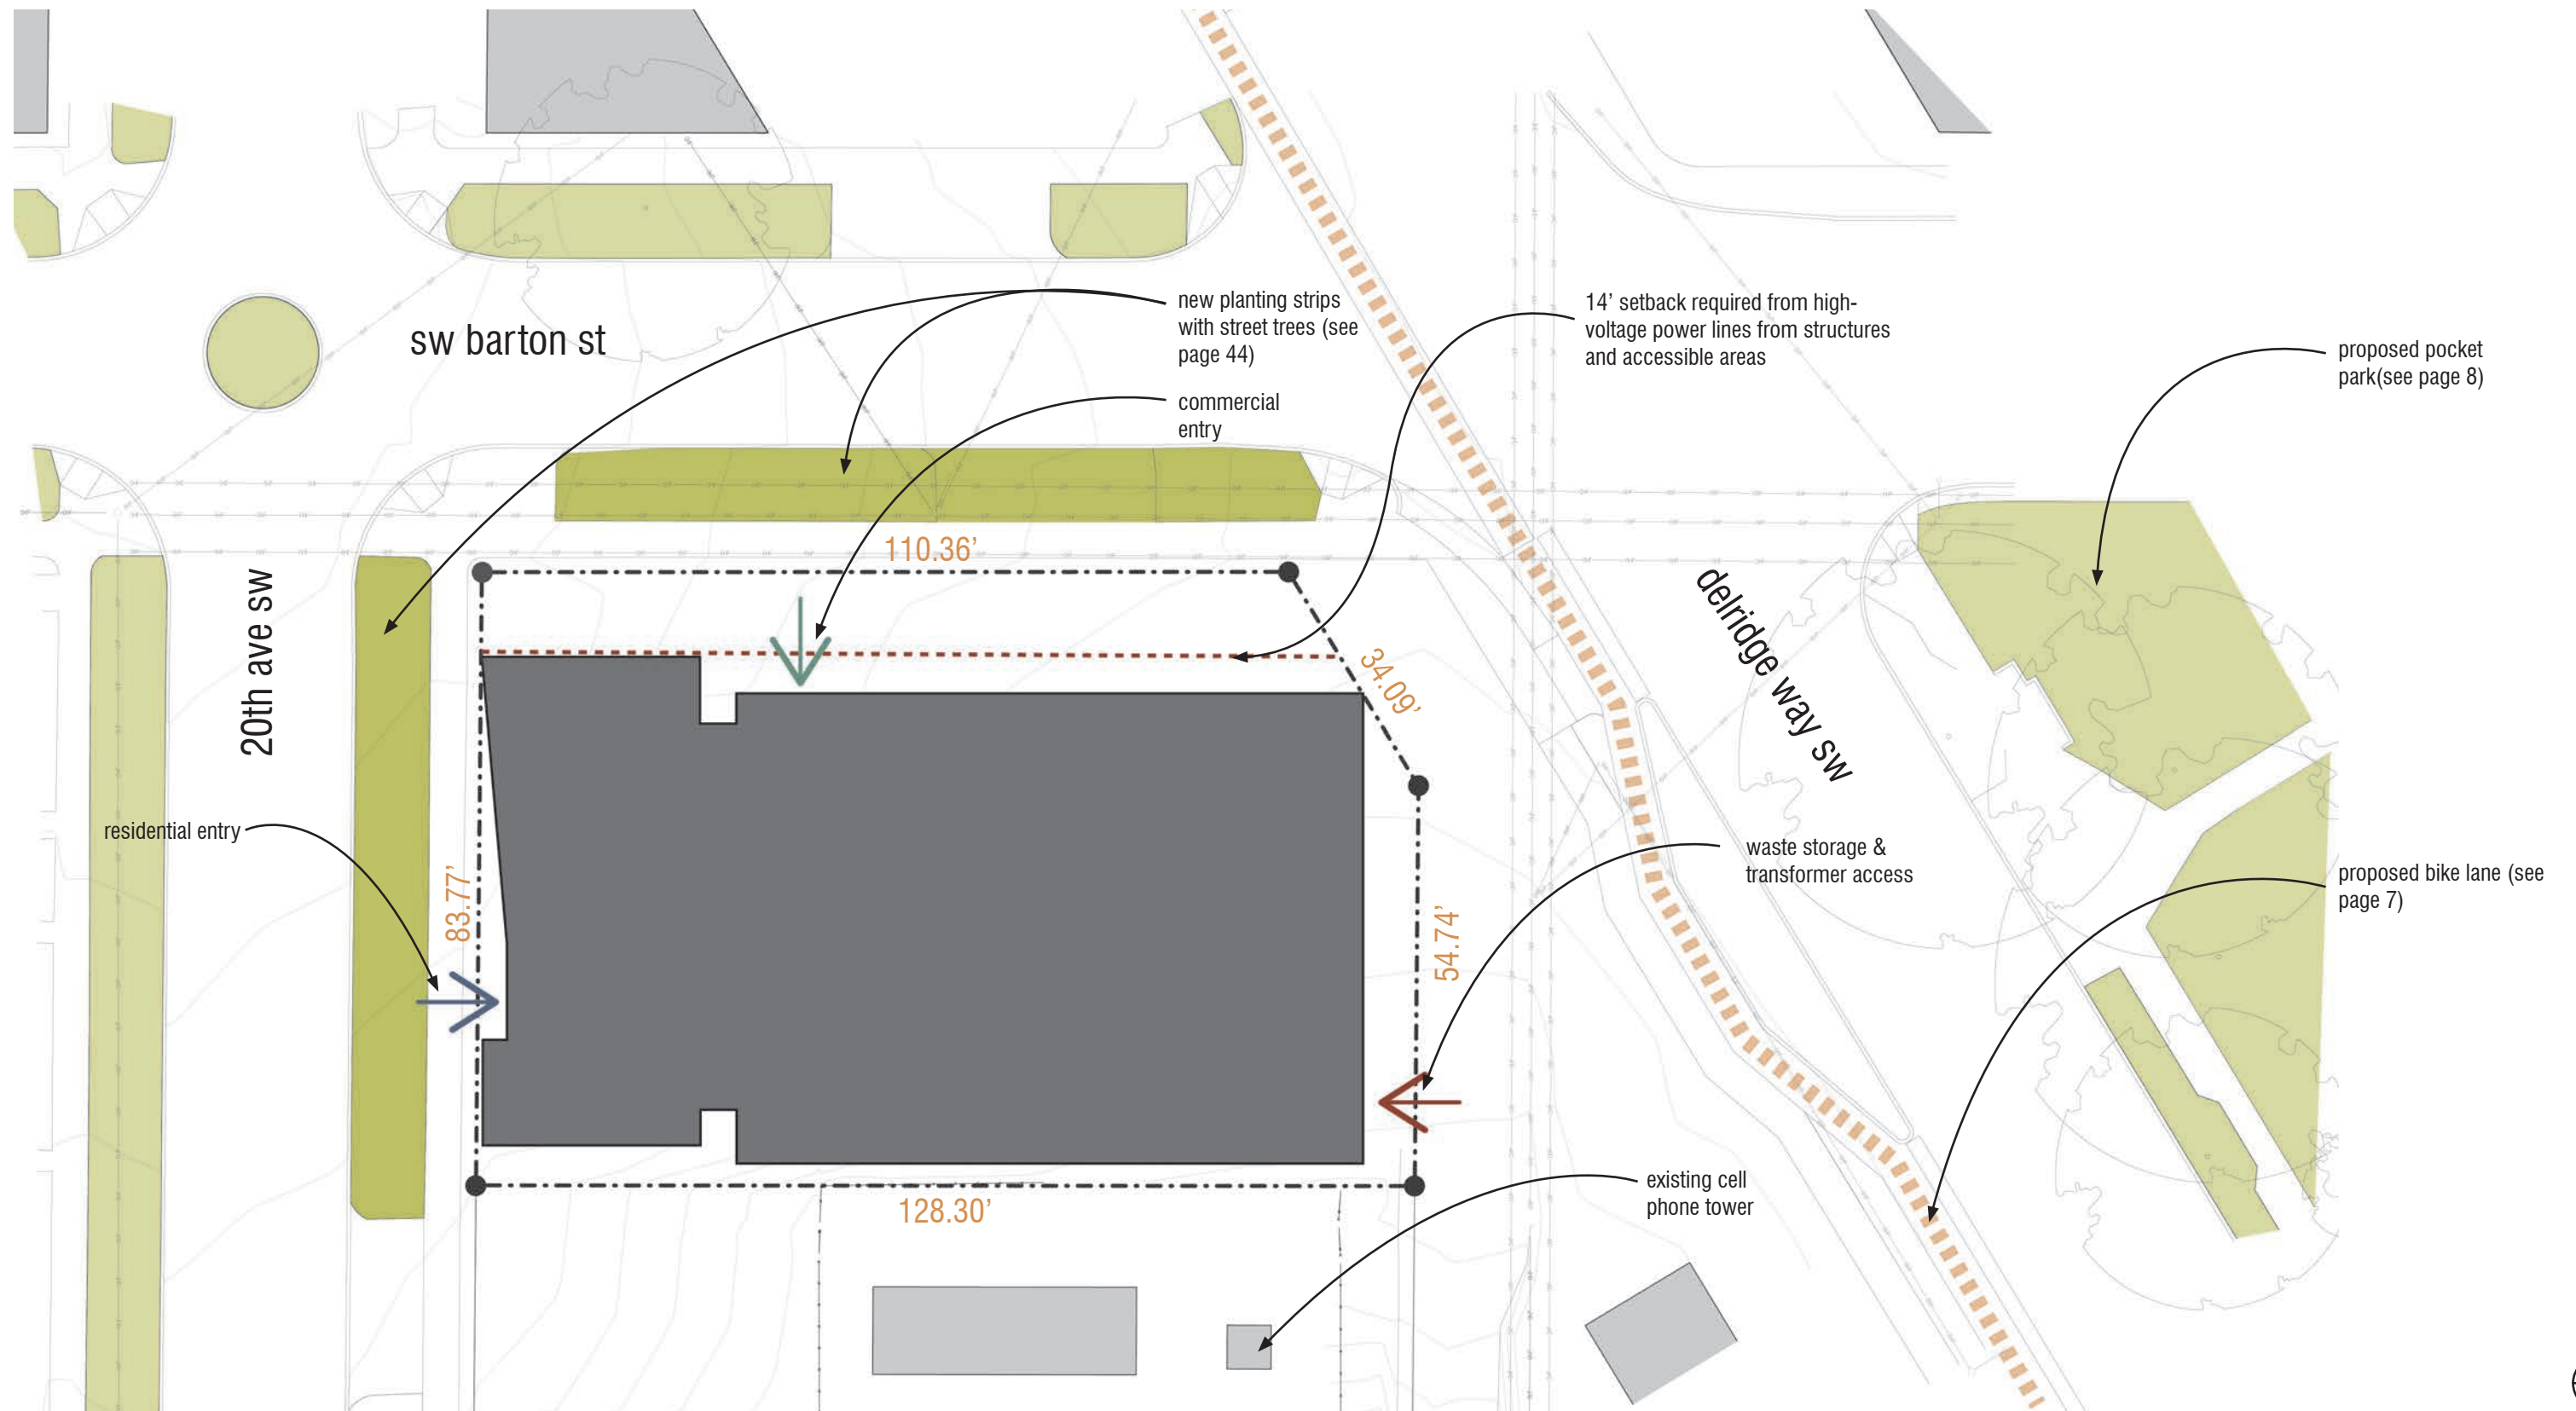 new planting strips
with street trees (see
page 44)
14’ setback required from high-
voltage power lines from structures
and accessible areas
sw barton st
proposed pocket
park(see page 8)
commercial
entry
110.36’
20th ave sw
delridge way sw
34.09’
residential entry
83.77’
waste storage &
transformer access
54.74’
proposed bike lane (see
page 7)
existing cell
phone tower
128.30’